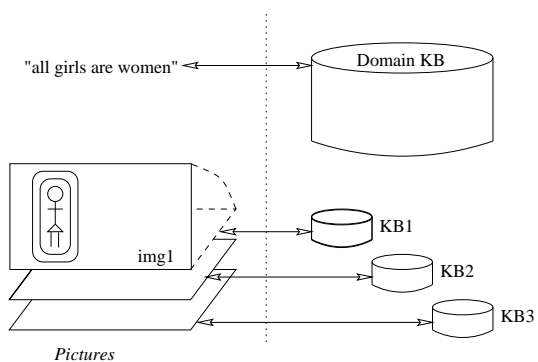 Domain KB
"all girls are women"
KB1
img1
KB2
KB3
Pictures